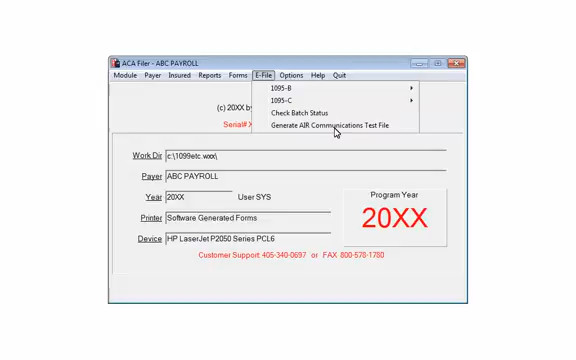 ACA Filer - ABC PAYROLL
Module Payer Insured Reports Forms E-File Options Help Quit
1095-B
1095-C
Check Batch Status
Generate AIR Communications Test File
(c) 20XX by
Serial# X
Work Dir c:\1099etc.wxx\
Payer ABC PAYROLL
Year 20XX User SYS
Printer Software Generated Forms
Device HP LaserJet P2050 Series PCL6
Program Year
20XX
Customer Support 405-340-0697 or FAX 800-578-1780